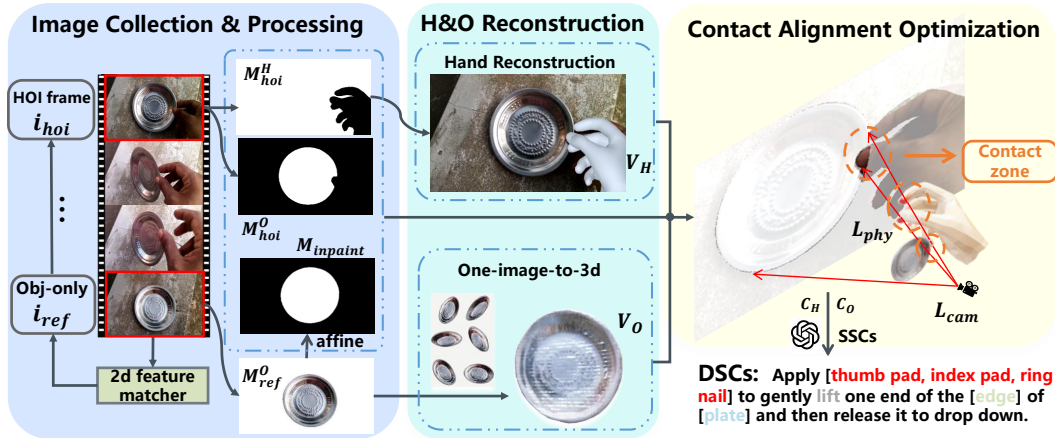 Image Collection & Processing
HOI frame
i_hoi
...
Obj-only
i_ref
2d feature
matcher
M^H_hoi
M^O_hoi
M_inpaint
affine
M^O_ref
H&O Reconstruction
Hand Reconstruction
V_H
One-image-to-3d
V_O
Contact Alignment Optimization
Contact
zone
L_phy
L_cam
C_H C_O
SSCs
DSCs: Apply [thumb pad, index pad, ring
nail] to gently lift one end of the [edge] of
[plate] and then release it to drop down.